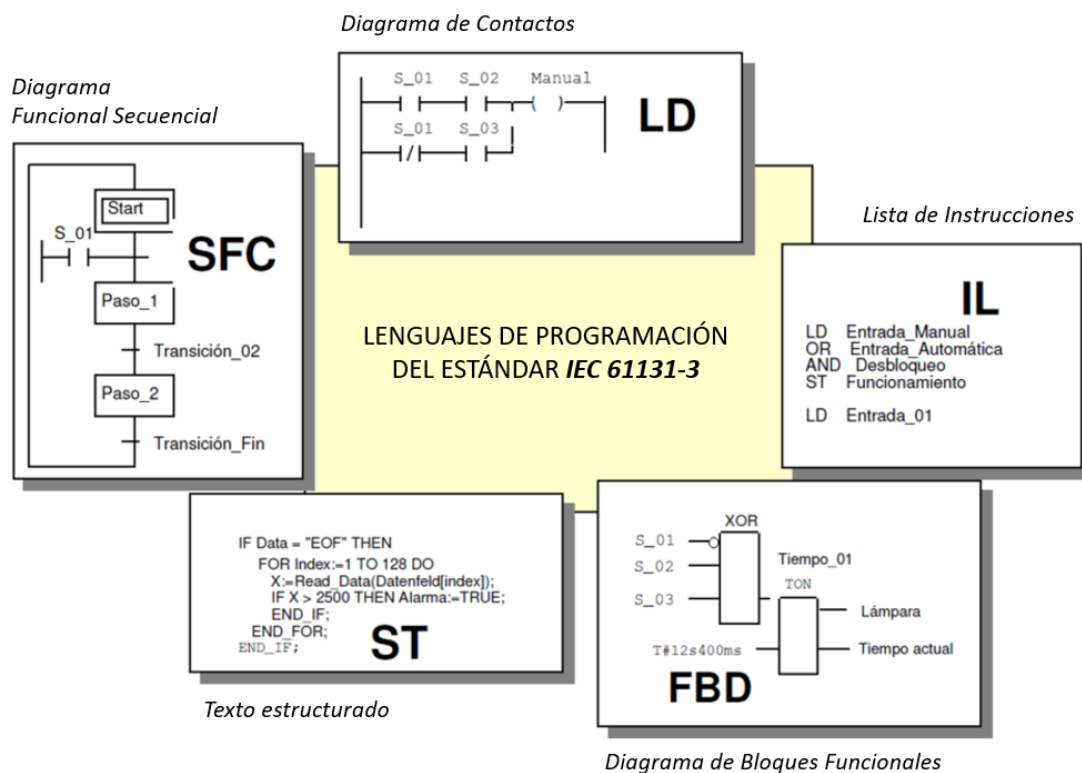 Diagrama de Contactos
S_01 S_02 Manual
( )
S_01 S_03
/
LD
Diagrama
Funcional Secuencial
Start
S_01
SFC
Paso_1
Transición_02
Paso_2
Transición_Fin
LENGUAJES DE PROGRAMACIÓN
DEL ESTÁNDAR IEC 61131-3
Lista de Instrucciones
IL
LD Entrada_Manual
OR Entrada_Automática
AND Desbloqueo
ST Funcionamiento
LD Entrada_01
IF Data = "EOF" THEN
FOR Index:=1 TO 128 DO
X:=Read_Data(Datenfeld[index]);
IF X > 2500 THEN Alarma:=TRUE;
END_IF;
END_FOR;
END_IF;
ST
Texto estructurado
XOR
S_01
S_02
S_03
Tiempo_01
TON
Lámpara
T#12s400ms
Tiempo actual
FBD
Diagrama de Bloques Funcionales